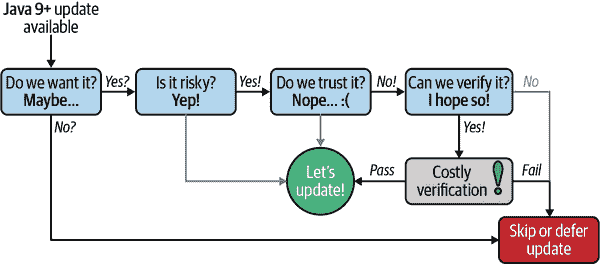 Java 9+ update
available
Do we want it?
Maybe...
Yes?
Is it risky?
Yep!
Yes!
Do we trust it?
Nope... :(
No!
Can we verify it?
I hope so!
No
No?
Yes!
Let's
update!
Pass
Costly
verification
!
Fail
Skip or defer
update